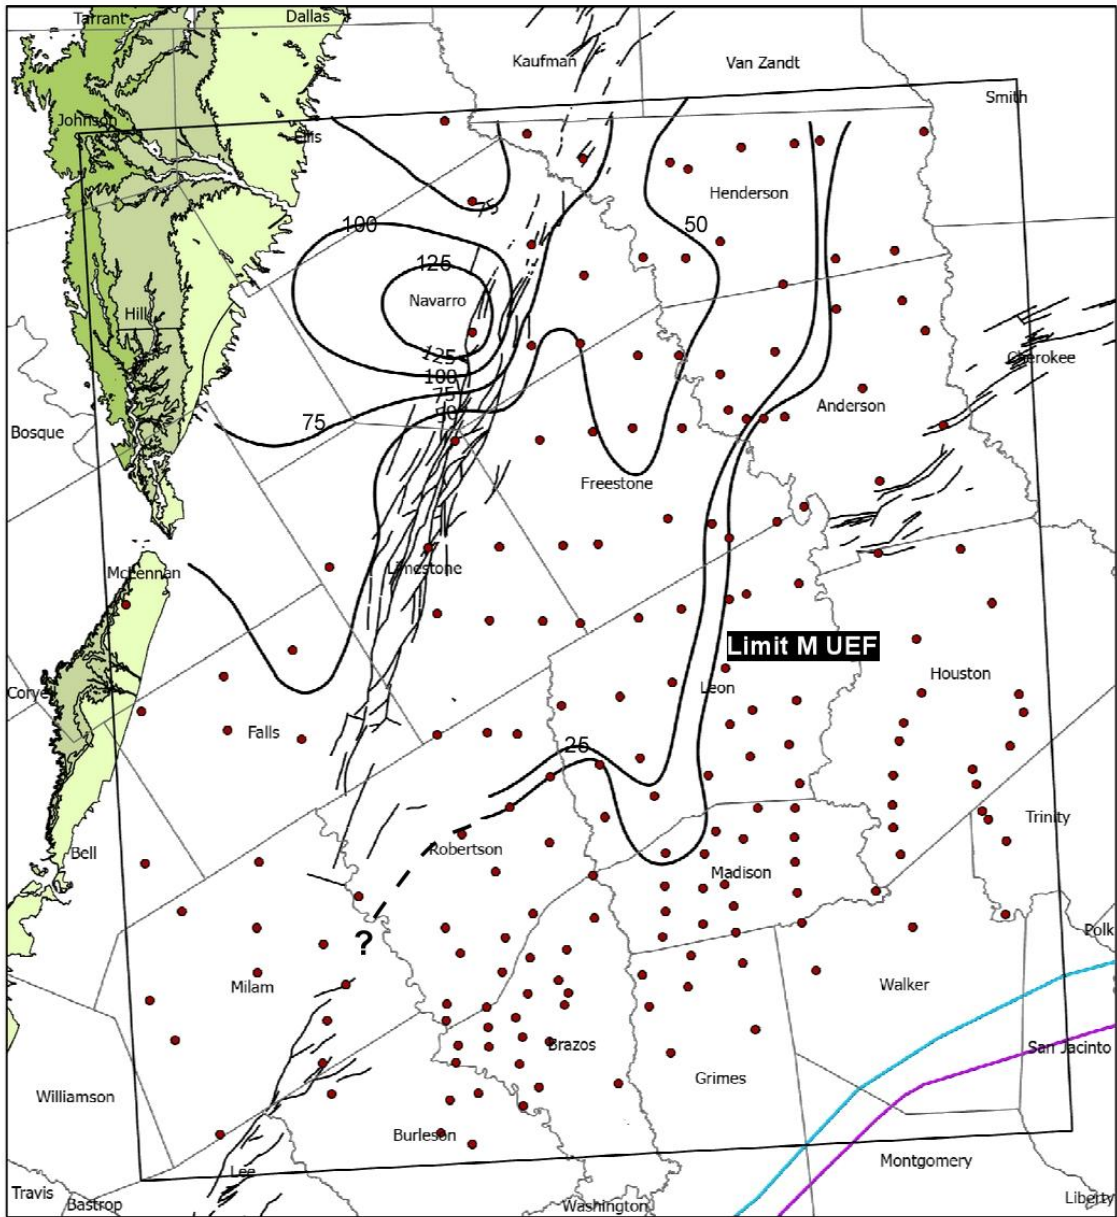 Tarrant
Dallas
Kaufman
Van Zandt
Smith
Johnson
Ellis
Henderson
75
100
50
125
Navarro
Hill
125
100
75
50
Cherokee
75
Anderson
Bosque
Freestone
McLennan
Limestone
Limit M UEF
Houston
Corye
Leon
Falls
25
Trinity
Robertson
Bell
Madison
Polk
?
Milam
Walker
Brazos
San Jacinto
Grimes
Williamson
Burleson
Montgomery
Lee
Travis
Bastrop
Washington
Liberty